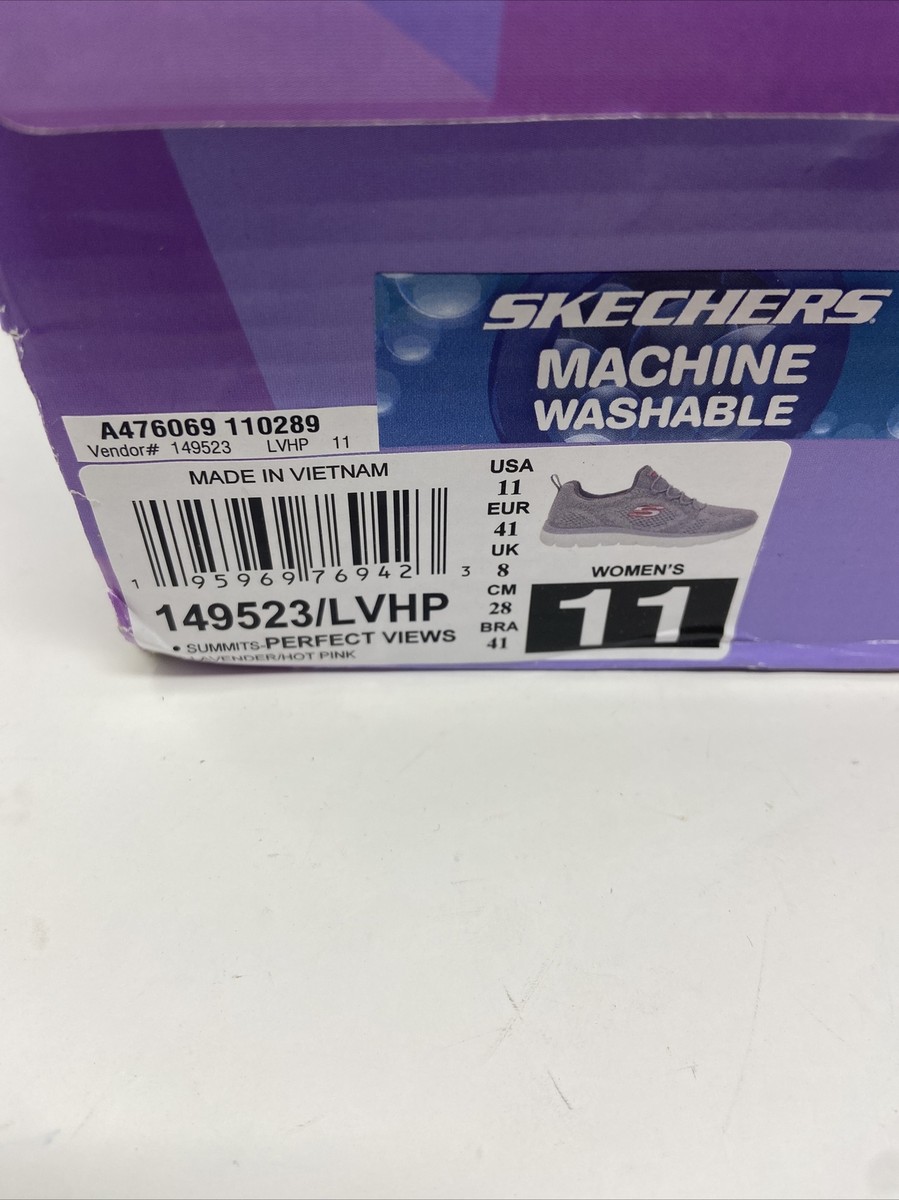 SKECHERS
MACHINE
WASHABLE
A476069 110289
Vendor# 149523 LVHP 11
MADE IN VIETNAM
1 95969 76942 3
149523/LVHP
• SUMMITS-PERFECT VIEWS
LAVENDER/HOT PINK
USA
11
EUR
41
UK
8
CM
28
BRA
41
S
WOMEN'S
11